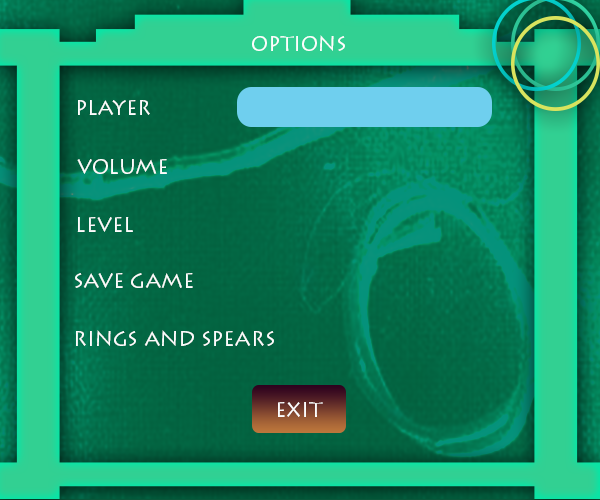 OPTIONS
PLAYER
VOLUME
LEVEL
SAVE GAME
RINGS AND SPEARS
EXIT